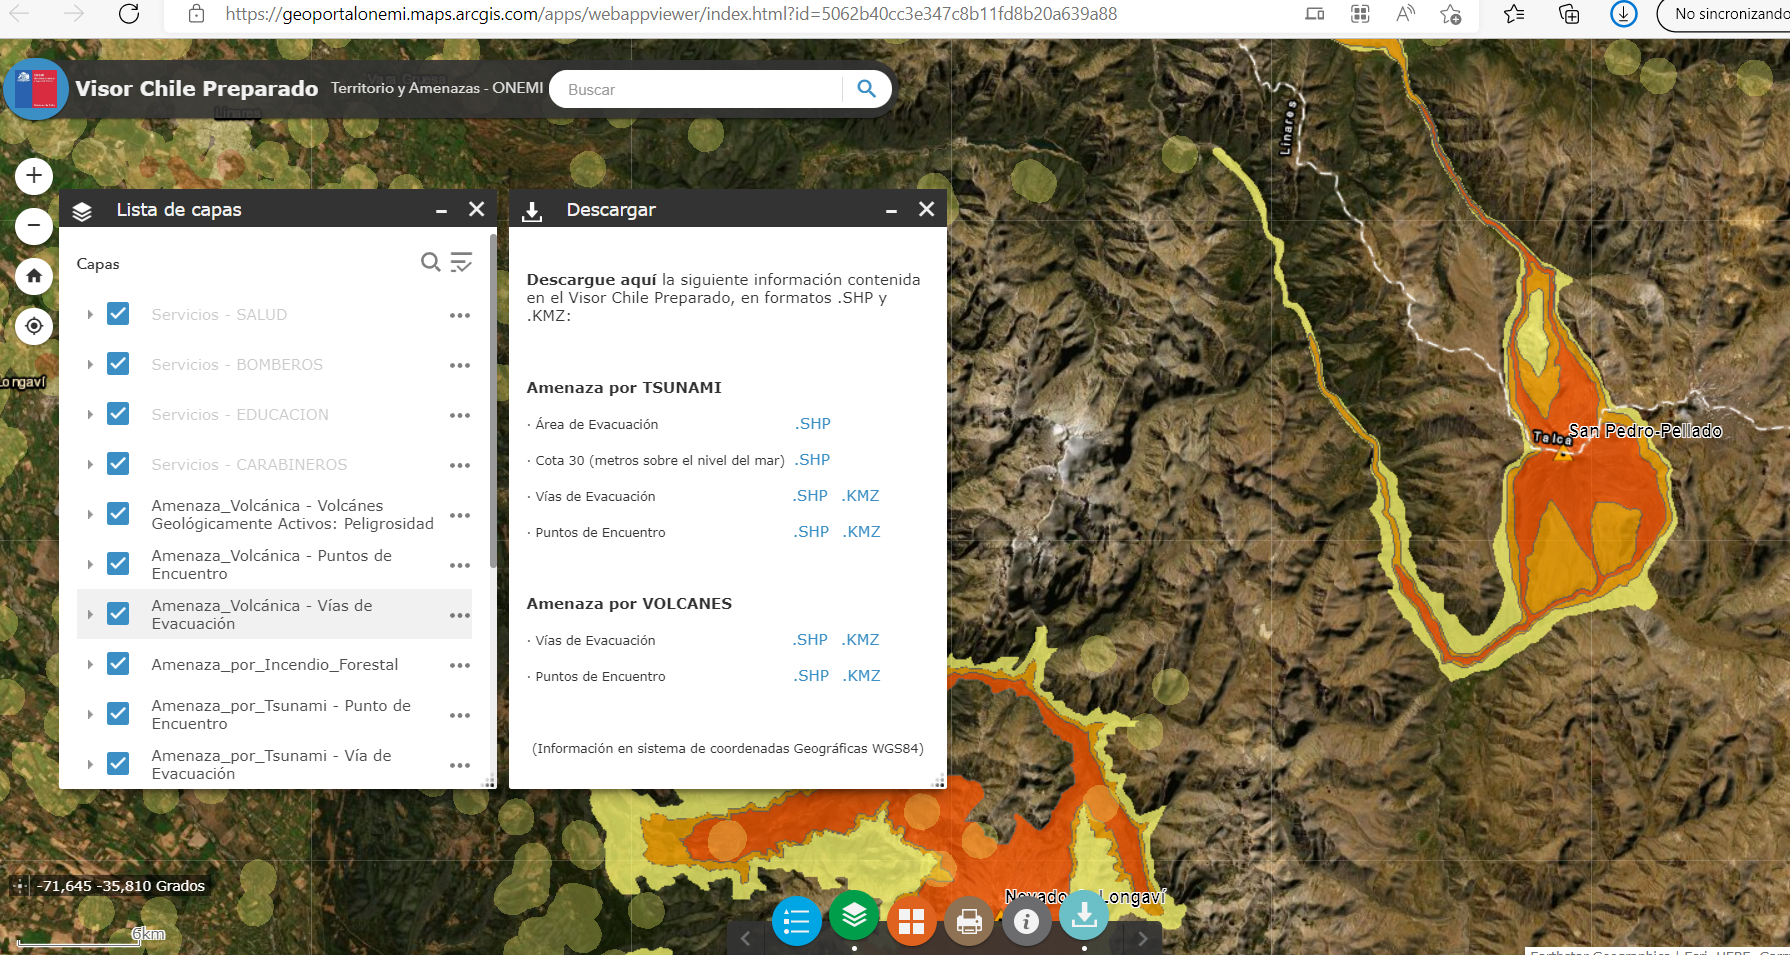 https://geoportalonemi.maps.arcgis.com/apps/webappviewer/index.html?id=5062b40cc3e347c8b11fd8b20a639a88
No sincronizando
Visor Chile Preparado
Territorio y Amenazas - ONEMI
Buscar
Linares
Linares
Longaví
Lista de capas
Capas
Servicios - SALUD
Servicios - BOMBEROS
Servicios - EDUCACION
Servicios - CARABINEROS
Amenaza_Volcánica - Volcánes
Geológicamente Activos: Peligrosidad
Amenaza_Volcánica - Puntos de
Encuentro
Amenaza_Volcánica - Vías de
Evacuación
Amenaza_por_Incendio_Forestal
Amenaza_por_Tsunami - Punto de
Encuentro
Amenaza_por_Tsunami - Vía de
Evacuación
Descargar
Descargue aquí la siguiente información contenida
en el Visor Chile Preparado, en formatos .SHP y
.KMZ:
Amenaza por TSUNAMI
· Área de Evacuación .SHP
· Cota 30 (metros sobre el nivel del mar) .SHP
· Vías de Evacuación .SHP .KMZ
· Puntos de Encuentro .SHP .KMZ
Amenaza por VOLCANES
· Vías de Evacuación .SHP .KMZ
· Puntos de Encuentro .SHP .KMZ
(Información en sistema de coordenadas Geográficas WGS84)
San Pedro-Pellado
Talca
Longaví
-71,645 -35,810 Grados
6km